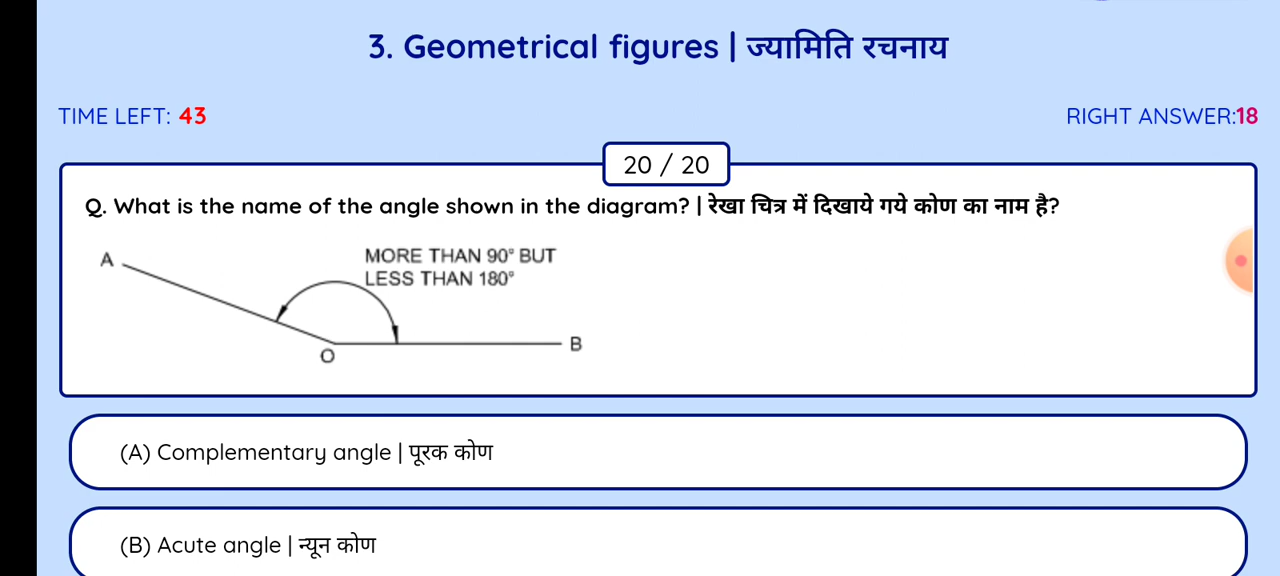 3. Geometrical figures | ज्यामिति रचनाय
TIME LEFT: 43
RIGHT ANSWER:18
20 / 20
Q. What is the name of the angle shown in the diagram? | रेखा चित्र में दिखाये गये कोण का नाम है?
A
MORE THAN 90° BUT
LESS THAN 180°
O
B
(A) Complementary angle | पूरक कोण
(B) Acute angle | न्यून कोण